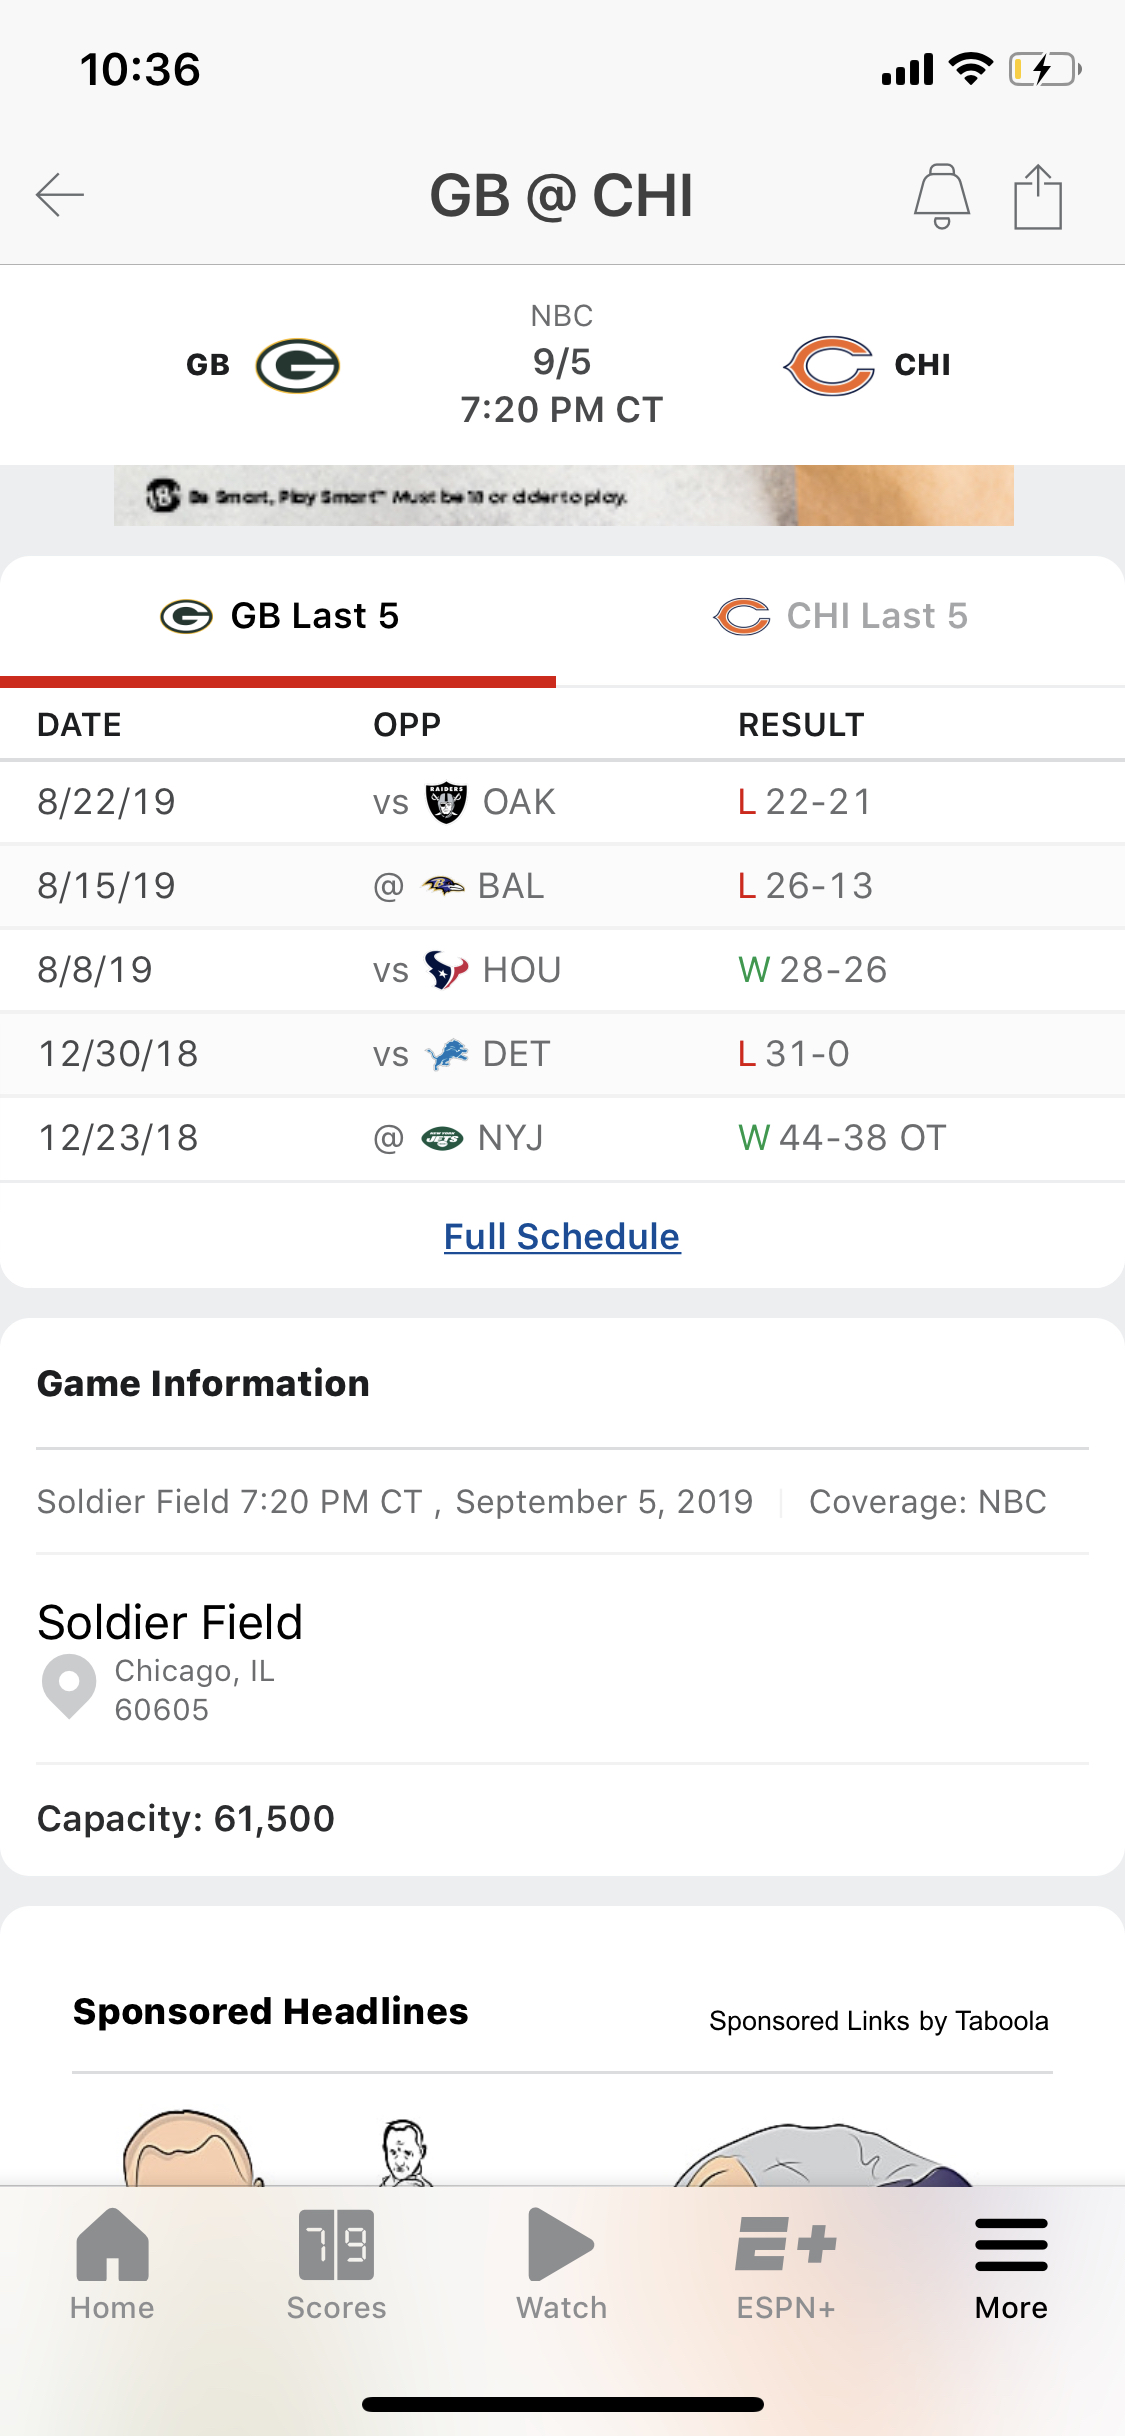 10:36
GB @ CHI
NBC
GB 9/5 CHI
7:20 PM CT
18+ Be Smart, Play Smart™ Must be 18 or older to play.
GB Last 5 CHI Last 5
DATE OPP RESULT
8/22/19 vs RAIDERS OAK L 22-21
8/15/19 @ BAL L 26-13
8/8/19 vs HOU W 28-26
12/30/18 vs DET L 31-0
12/23/18 @ JETS NYJ W 44-38 OT
Full Schedule
Game Information
Soldier Field 7:20 PM CT , September 5, 2019 Coverage: NBC
Soldier Field
Chicago, IL
60605
Capacity: 61,500
Sponsored Headlines Sponsored Links by Taboola
79 E+
Home Scores Watch ESPN+ More